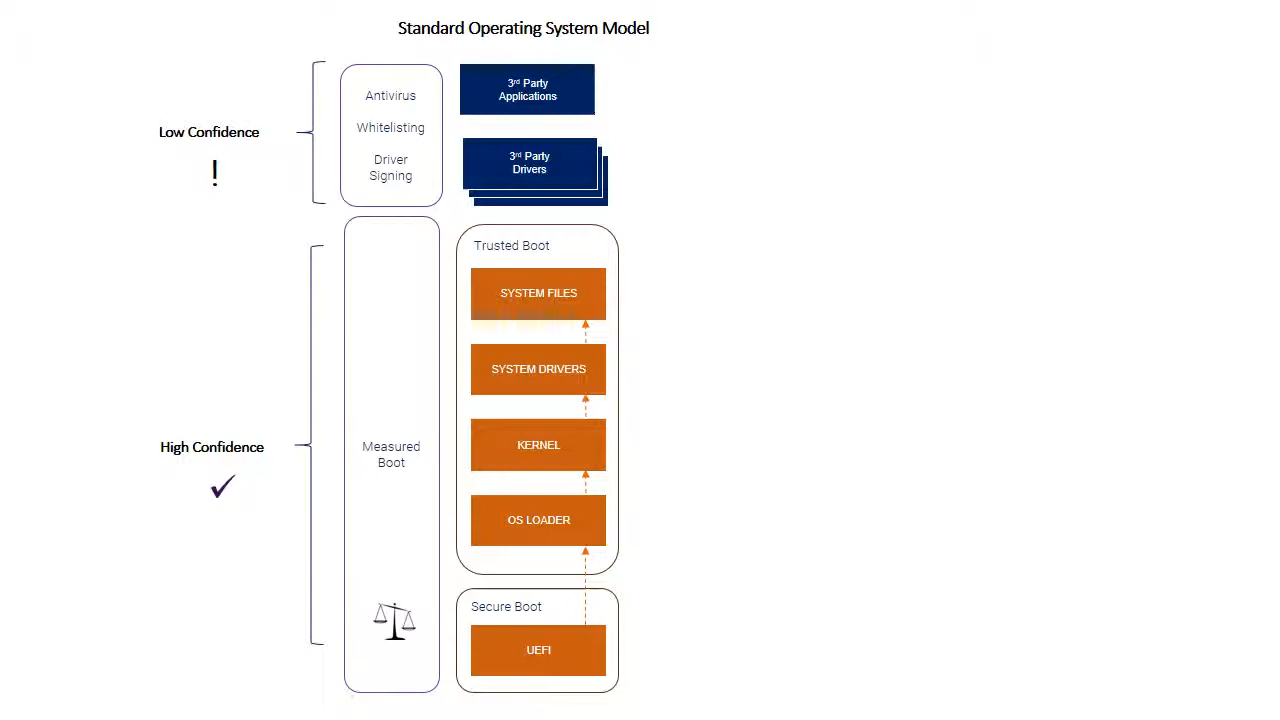 Standard Operating System Model
Low Confidence
!
Antivirus
Whitelisting
Driver
Signing
3rd Party
Applications
3rd Party
Drivers
High Confidence
Measured
Boot
Trusted Boot
SYSTEM FILES
SYSTEM DRIVERS
KERNEL
OS LOADER
Secure Boot
UEFI